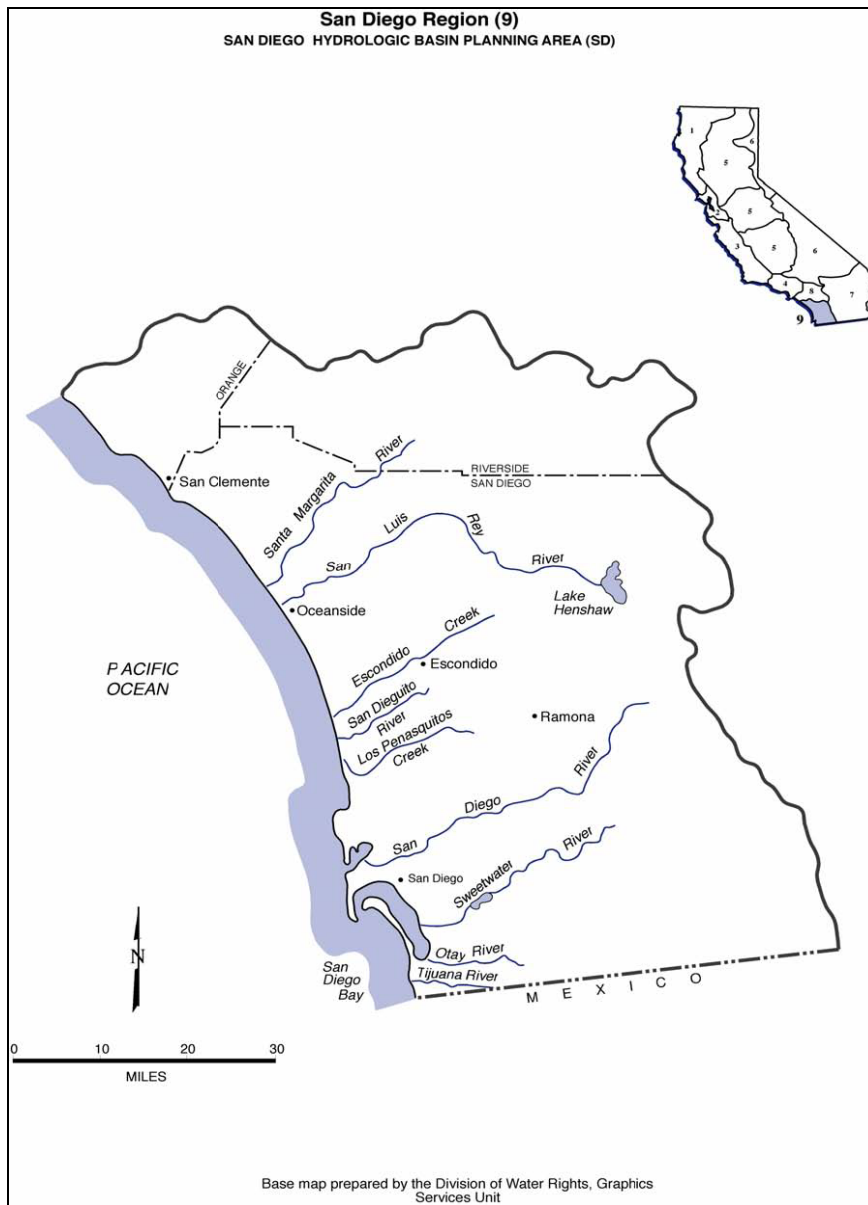 San Diego Region (9)
SAN DIEGO HYDROLOGIC BASIN PLANNING AREA (SD)
1
6
5
2
5
3
5
6
4
8
7
9
ORANGE
RIVERSIDE
SAN DIEGO
San Clemente
Santa Margarita River
San Luis Rey River
Lake
Henshaw
Oceanside
Escondido Creek
Escondido
PACIFIC
OCEAN
San Dieguito
River
Ramona
Los Penasquitos
Creek
San Diego River
San Diego
Sweetwater River
Otay River
Tijuana River
San
Diego
Bay
MEXICO
N
0 10 20 30
MILES
Base map prepared by the Division of Water Rights, Graphics
Services Unit